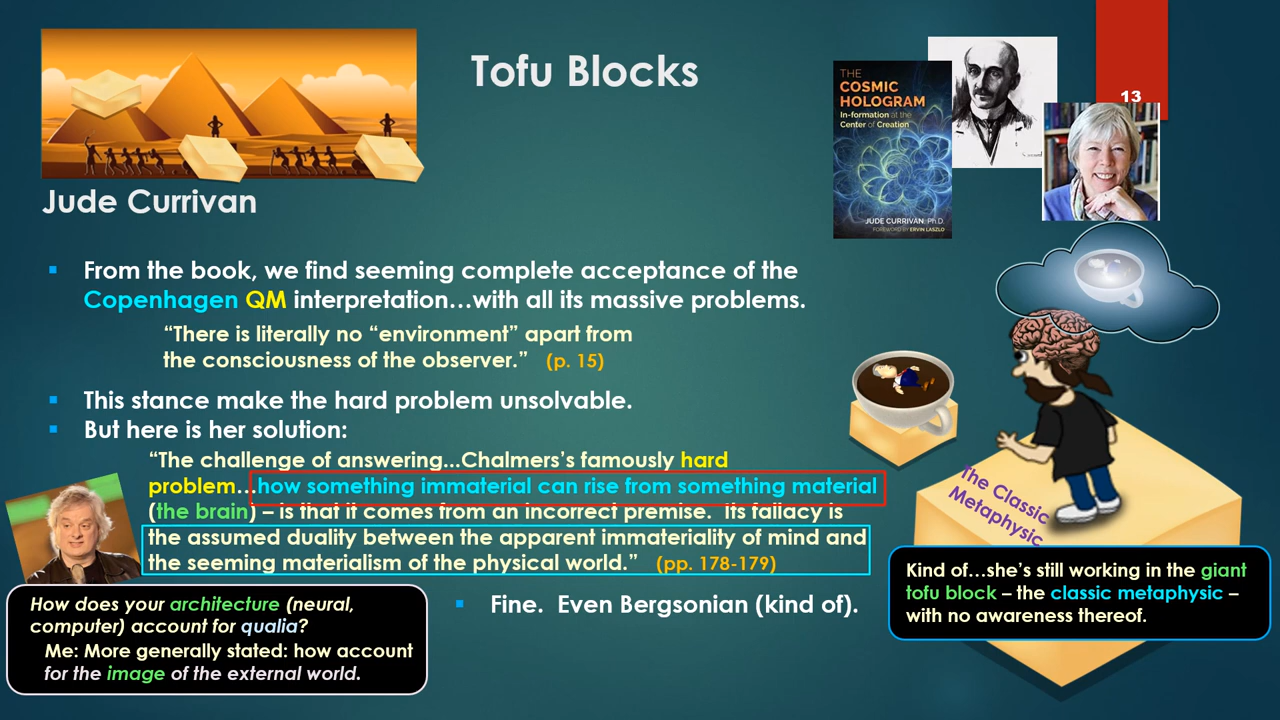 Tofu Blocks
13
THE
COSMIC
HOLOGRAM
In-formation at the
Center of Creation
JUDE CURRIVAN, Ph.D.
FOREWORD BY ERVIN LASZLO
Jude Currivan
From the book, we find seeming complete acceptance of the
Copenhagen QM interpretation…with all its massive problems.
“There is literally no “environment” apart from
the consciousness of the observer.” (p. 15)
This stance make the hard problem unsolvable.
But here is her solution:
“The challenge of answering...Chalmers’s famously hard
problem…how something immaterial can rise from something material
(the brain) – is that it comes from an incorrect premise. Its fallacy is
the assumed duality between the apparent immateriality of mind and
the seeming materialism of the physical world.” (pp. 178-179)
Fine. Even Bergsonian (kind of).
The Classic
Metaphysic
How does your architecture (neural,
computer) account for qualia?
Me: More generally stated: how account
for the image of the external world.
Kind of…she’s still working in the giant
tofu block – the classic metaphysic –
with no awareness thereof.